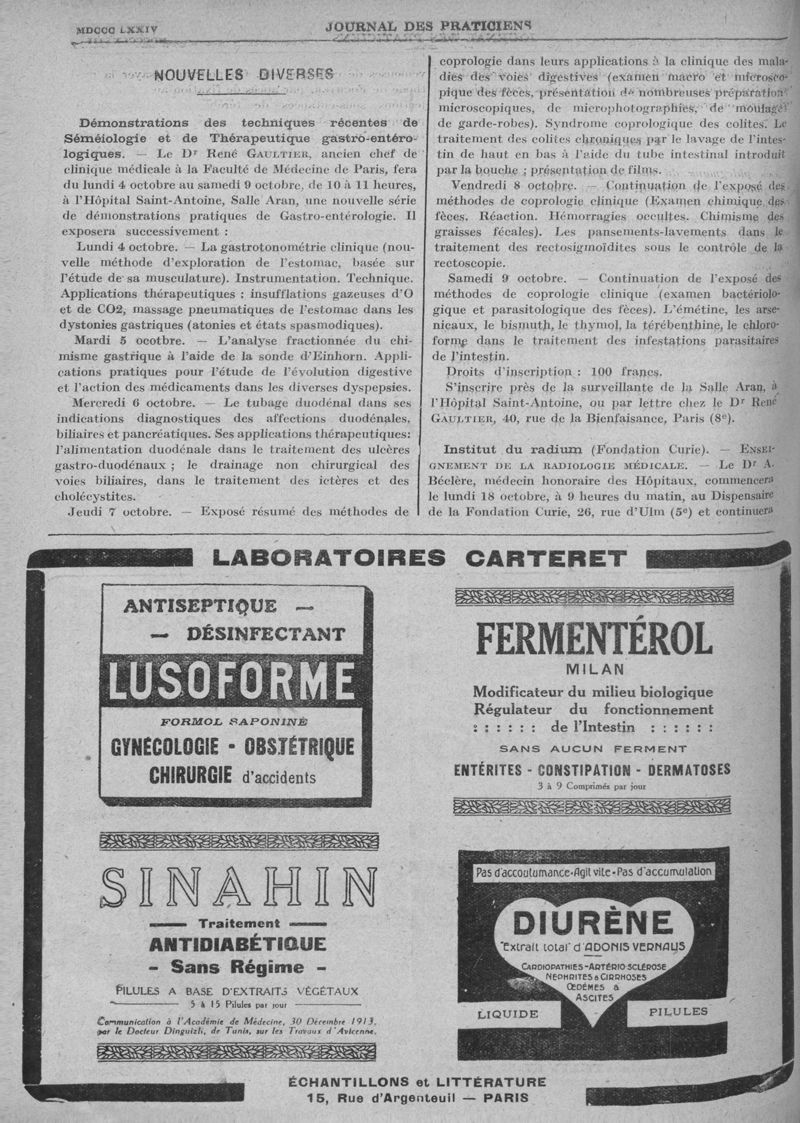 MDCCC LXXIV
JOURNAL DES PRATICIENS
NOUVELLES DIVERSES
Démonstrations des techniques récentes de
Séméiologie et de Thérapeutique gastro-entéro-
logiques. — Le Dr René GAULTIER, ancien chef de
clinique médicale à la Faculté de Médecine de Paris, fera
du lundi 4 octobre au samedi 9 octobre, de 10 à 11 heures,
à l'Hôpital Saint-Antoine, Salle Aran, une nouvelle série
de démonstrations pratiques de Gastro-entérologie. Il
exposera successivement :
Lundi 4 octobre. — La gastrotonométrie clinique (nou-
velle méthode d'exploration de l'estomac, basée sur
l'étude de sa musculature). Instrumentation. Technique.
Applications thérapeutiques : insufflations gazeuses d'O
et de CO2, massage pneumatiques de l'estomac dans les
dystonies gastriques (atonies et états spasmodiques).
Mardi 5 ocotbre. — L'analyse fractionnée du chi-
misme gastrique à l'aide de la sonde d'Einhorn. Appli-
cations pratiques pour l'étude de l'évolution digestive
et l'action des médicaments dans les diverses dyspepsies.
Mercredi 6 octobre. — Le tubage duodénal dans ses
indications diagnostiques des affections duodénales,
biliaires et pancréatiques. Ses applications thérapeutiques:
l'alimentation duodénale dans le traitement des ulcères
gastro-duodénaux ; le drainage non chirurgical des
voies biliaires, dans le traitement des ictères et des
cholécystites.
Jeudi 7 octobre. — Exposé résumé des méthodes de
coprologie dans leurs applications à la clinique des mala-
dies des voies digestives (examen macro et microsco-
pique des fèces, présentation de nombreuses préparation
microscopiques, de microphotographies, de moulages
de garde-robes). Syndrome coprologique des colites. Le
traitement des colites chroniques par le lavage de l'intes-
tin de haut en bas à l'aide du tube intestinal introduit
par la bouche ; présentation de films.
Vendredi 8 octobre. — Continuation de l'exposé des
méthodes de coprologie clinique (Examen chimique des
fèces. Réaction. Hémorragies occultes. Chimisme des
graisses fécales). Les pansements-lavements dans le
traitement des rectosigmoïdites sous le contrôle de la
rectoscopie.
Samedi 9 octobre. — Continuation de l'exposé des
méthodes de coprologie clinique (examen bactériolo-
gique et parasitologique des fèces). L'émétine, les arse-
nicaux, le bismuth, le thymol, la térébenthine, le chloro-
forme dans le traitement des infestations parasitaires
de l'intestin.
Droits d'inscription : 100 francs.
S'inscrire près de la surveillante de la Salle Aran, à
l'Hôpital Saint-Antoine, ou par lettre chez le Dr René
GAULTIER, 40, rue de la Bienfaisance, Paris (8e).
Institut du radium (Fondation Curie). — ENSEI-
GNEMENT DE LA RADIOLOGIE MÉDICALE. — Le Dr A.
Béclère, médecin honoraire des Hôpitaux, commencera
le lundi 18 octobre, à 9 heures du matin, au Dispensaire
de la Fondation Curie, 26, rue d'Ulm (5e) et continuera
LABORATOIRES CARTERET
ANTISEPTIQUE —
— DÉSINFECTANT
LUSOFORME
FORMOL SAPONINÉ
GYNÉCOLOGIE - OBSTÉTRIQUE
CHIRURGIE d'accidents
FERMENTÉROL
MILAN
Modificateur du milieu biologique
Régulateur du fonctionnement
: : : : : : de l'Intestin : : : : : :
SANS AUCUN FERMENT
ENTÉRITES - CONSTIPATION - DERMATOSES
3 à 9 Comprimés par jour
SINAHIN
Traitement
ANTIDIABÉTIQUE
- Sans Régime -
PILULES A BASE D'EXTRAITS VÉGÉTAUX
5 à 15 Pilules par jour
Communication à l'Académie de Médecine, 30 Décembre 1913,
par le Docteur Dinguizli, de Tunis, sur les Travaux d'Avicenne.
Pas d'accoutumance-Agit vite-Pas d'accumulation
DIURÈNE
"Extrait total" d'ADONIS VERNALIS
CARDIOPATHIES-ARTÉRIO-SCLÉROSE
NÉPHRITES & CIRRHOSES
ŒDÈMES &
ASCITES
LIQUIDE
PILULES
ÉCHANTILLONS et LITTÉRATURE
15, Rue d'Argenteuil — PARIS